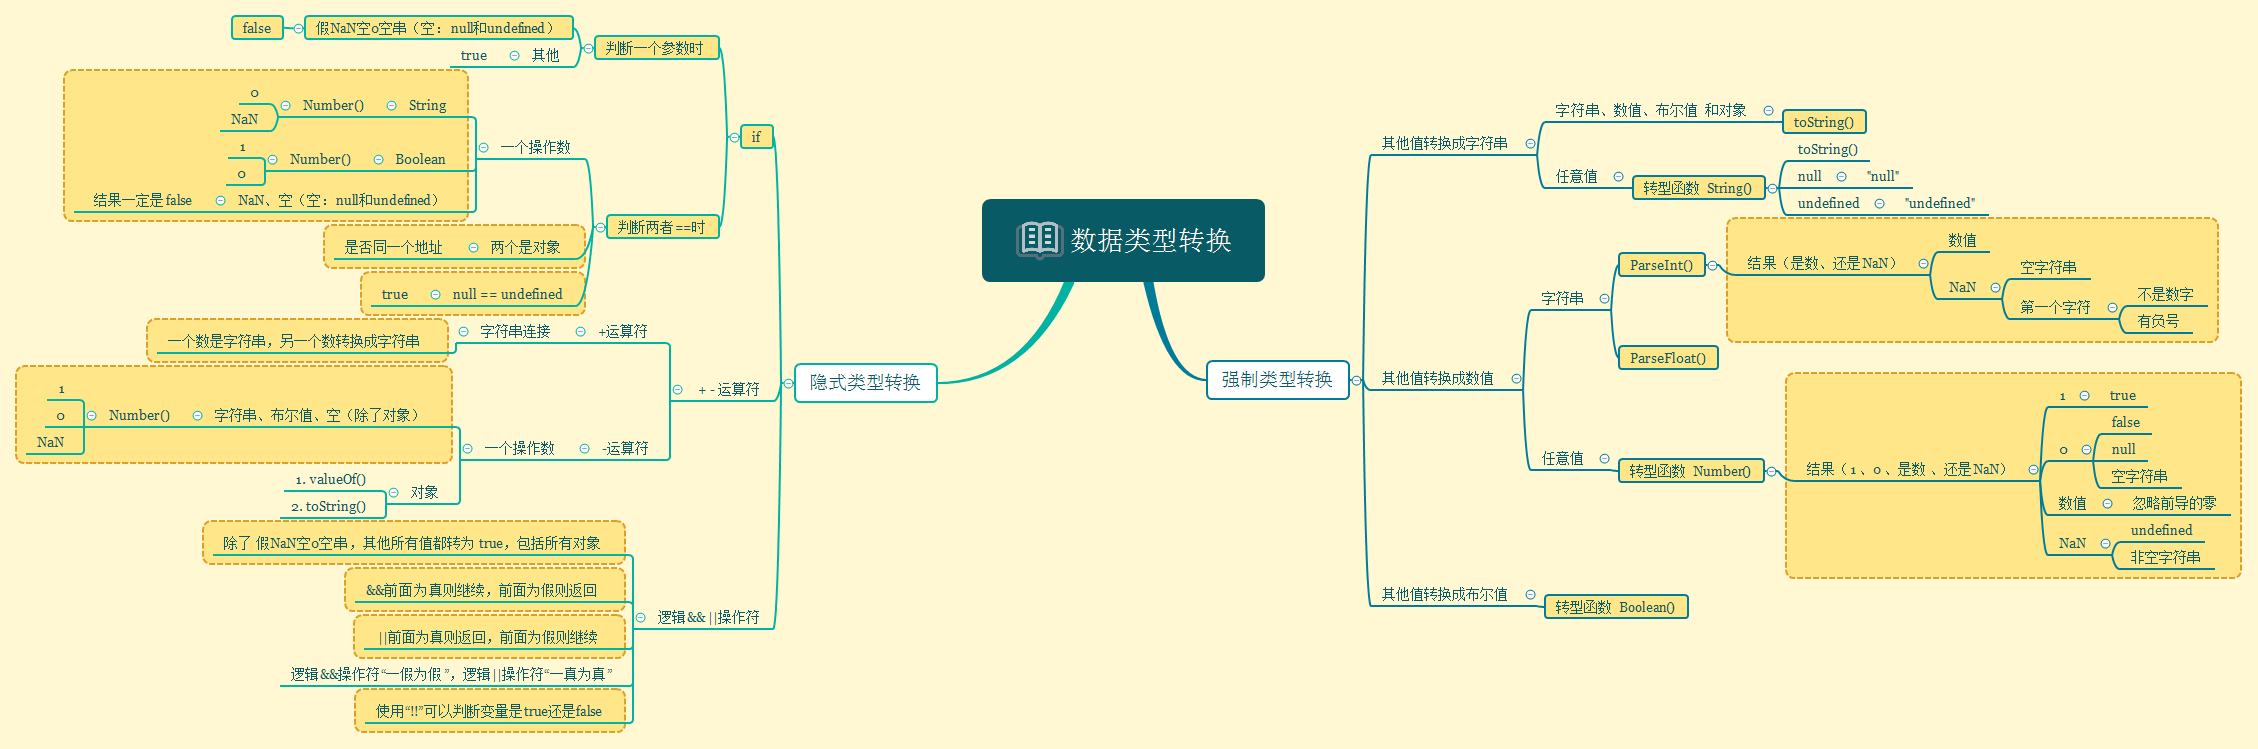 数据类型转换
隐式类型转换
if
判断一个参数时
假NaN空0空串（空：null和undefined）
false
其他
true
判断两者==时
一个操作数
String
Number()
0
NaN
Boolean
Number()
1
0
NaN、空（空：null和undefined）
结果一定是false
两个是对象
是否同一个地址
null == undefined
true
+ - 运算符
+运算符
字符串连接
一个数是字符串，另一个数转换成字符串
-运算符
一个操作数
字符串、布尔值、空（除了对象）
Number()
1
0
NaN
对象
1. valueOf()
2. toString()
逻辑&& ||操作符
除了 假NaN空0空串，其他所有值都转为 true，包括所有对象
&&前面为真则继续，前面为假则返回
||前面为真则返回，前面为假则继续
逻辑&&操作符“一假为假”，逻辑||操作符“一真为真”
使用“!!”可以判断变量是true还是false
强制类型转换
其他值转换成字符串
字符串、数值、布尔值 和对象
toString()
任意值
转型函数 String()
toString()
null
"null"
undefined
"undefined"
其他值转换成数值
字符串
ParseInt()
结果（是数、还是NaN）
数值
NaN
空字符串
第一个字符
不是数字
有负号
ParseFloat()
任意值
转型函数 Number()
结果（1、0、是数 、还是NaN）
1
true
0
false
null
空字符串
数值
忽略前导的零
NaN
undefined
非空字符串
其他值转换成布尔值
转型函数 Boolean()